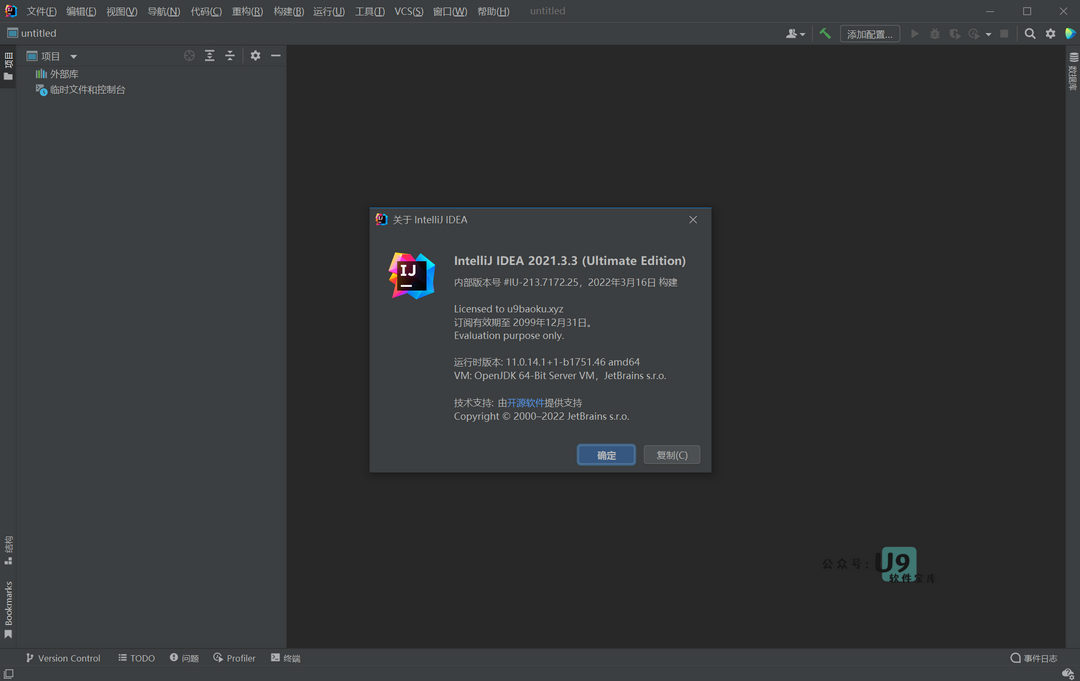 文件(F) 编辑(E) 视图(V) 导航(N) 代码(C) 重构(R) 构建(B) 运行(U) 工具(T) VCS(S) 窗口(W) 帮助(H) untitled
untitled
添加配置...
项目
项目
外部库
临时文件和控制台
数据库
关于 IntelliJ IDEA
IJ
IntelliJ IDEA 2021.3.3 (Ultimate Edition)
内部版本号 #IU-213.7172.25，2022年3月16日 构建
Licensed to u9baoku.xyz
订阅有效期至 2099年12月31日。
Evaluation purpose only.
运行时版本: 11.0.14.1+1-b1751.46 amd64
VM: OpenJDK 64-Bit Server VM，JetBrains s.r.o.
技术支持: 由开源软件提供支持
Copyright © 2000–2022 JetBrains s.r.o.
确定
复制(C)
公众号:
U9
软件宝库
结构
Bookmarks
Version Control TODO 问题 Profiler 终端
事件日志